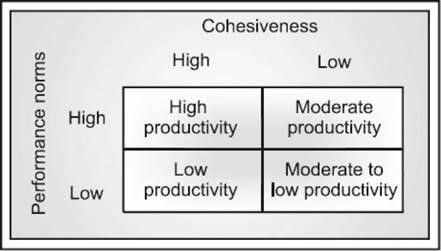 Cohesiveness
High Low
Performance norms
High
High
productivity
Moderate
productivity
Low
Low
productivity
Moderate to
low productivity